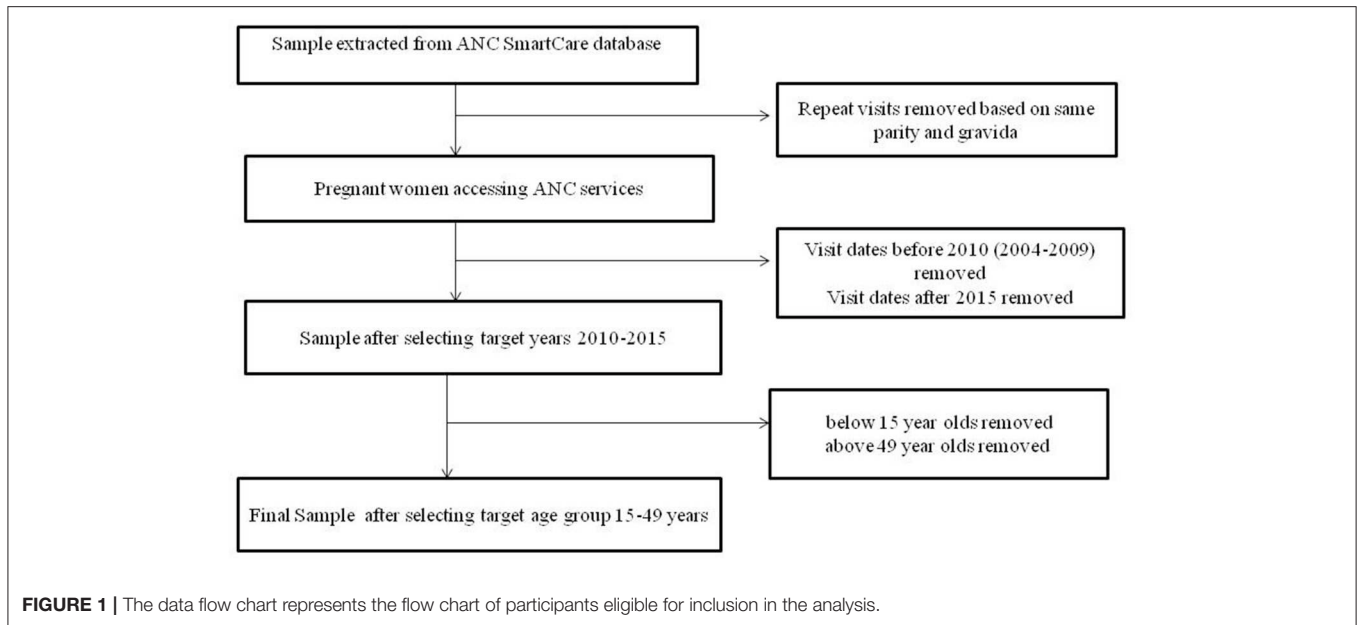 Sample extracted from ANC SmartCare database
Repeat visits removed based on same
parity and gravida
Pregnant women accessing ANC services
Visit dates before 2010 (2004-2009)
removed
Visit dates after 2015 removed
Sample after selecting target years 2010-2015
below 15 year olds removed
above 49 year olds removed
Final Sample after selecting target age group 15-49 years
FIGURE 1 | The data flow chart represents the flow chart of participants eligible for inclusion in the analysis.